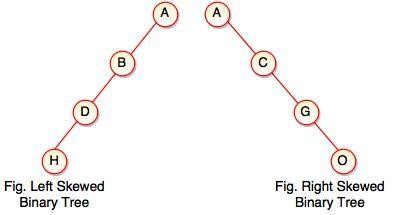 A A
B C
D G
H O
Fig. Left Skewed
Binary Tree
Fig. Right Skewed
Binary Tree